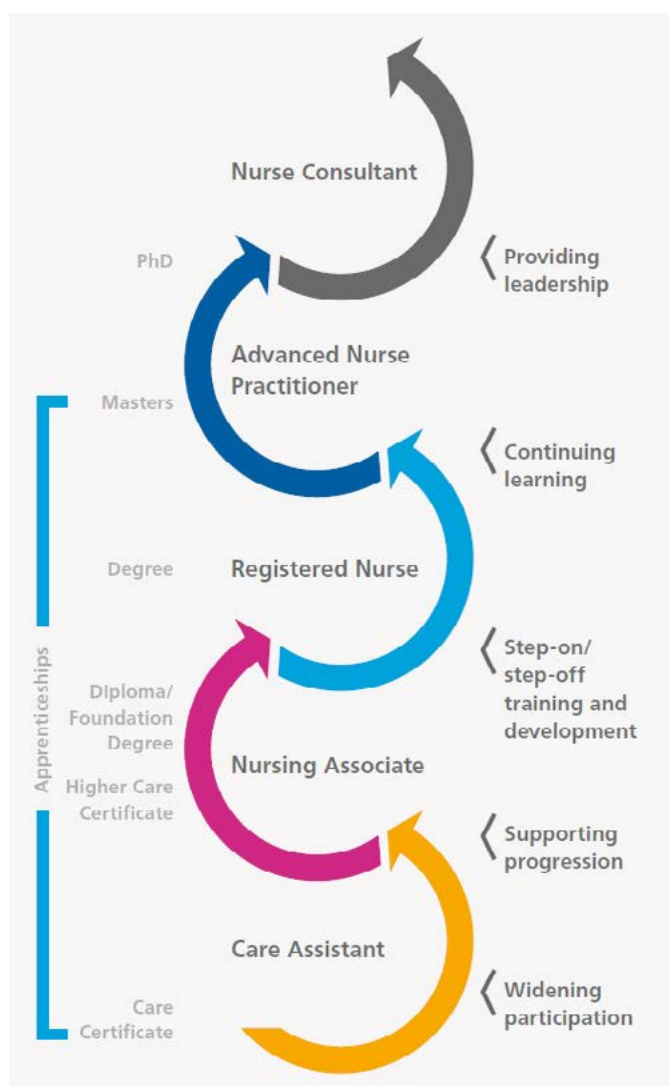 Nurse Consultant
PhD
Providing
leadership
Advanced Nurse
Practitioner
Masters
Continuing
learning
Degree
Registered Nurse
Step-on/
step-off
training and
development
Apprenticeships
Diploma/
Foundation
Degree
Nursing Associate
Higher Care
Certificate
Supporting
progression
Care Assistant
Widening
participation
Care
Certificate